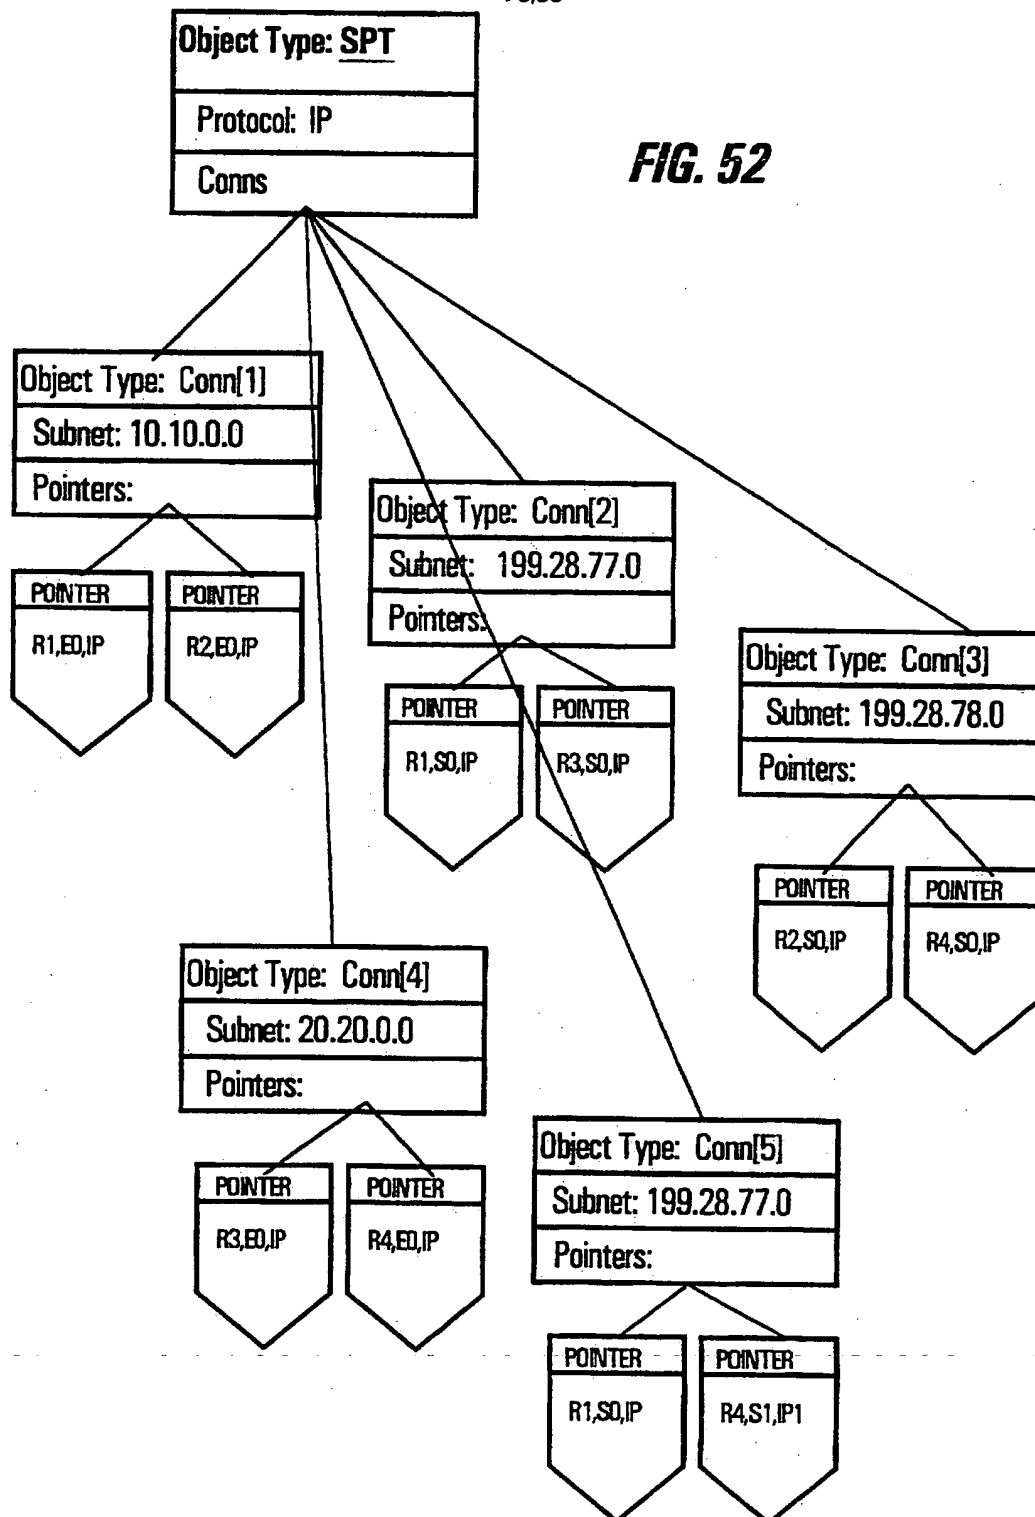 Object Type: SPT
Protocol: IP
Conns
FIG. 52
Object Type: Conn[1]
Subnet: 10.10.0.0
Pointers:
POINTER
R1,E0,IP
POINTER
R2,E0,IP
Object Type: Conn[2]
Subnet: 199.28.77.0
Pointers:
POINTER
R1,S0,IP
POINTER
R3,S0,IP
Object Type: Conn[3]
Subnet: 199.28.78.0
Pointers:
POINTER
R2,S0,IP
POINTER
R4,S0,IP
Object Type: Conn[4]
Subnet: 20.20.0.0
Pointers:
POINTER
R3,E0,IP
POINTER
R4,E0,IP
Object Type: Conn[5]
Subnet: 199.28.77.0
Pointers:
POINTER
R1,S0,IP
POINTER
R4,S1,IP1